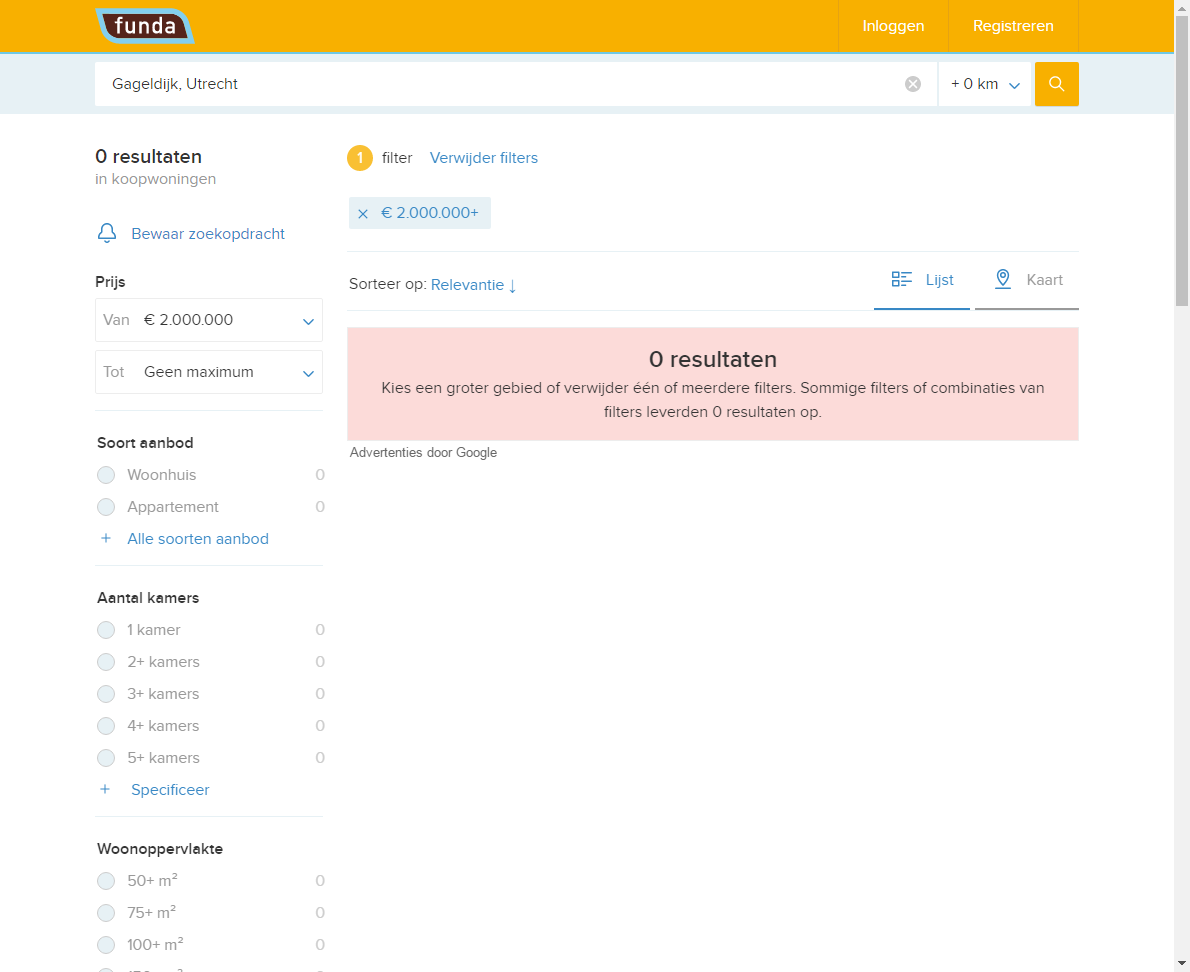 funda
Inloggen
Registreren
Gageldijk, Utrecht
+ 0 km
0 resultaten
in koopwoningen
Bewaar zoekopdracht
Prijs
Van € 2.000.000
Tot Geen maximum
Soort aanbod
Woonhuis 0
Appartement 0
+ Alle soorten aanbod
Aantal kamers
1 kamer 0
2+ kamers 0
3+ kamers 0
4+ kamers 0
5+ kamers 0
+ Specificeer
Woonoppervlakte
50+ m² 0
75+ m² 0
100+ m² 0
1 filter Verwijder filters
× € 2.000.000+
Sorteer op: Relevantie ↓
Lijst
Kaart
0 resultaten
Kies een groter gebied of verwijder één of meerdere filters. Sommige filters of combinaties van
filters leverden 0 resultaten op.
Advertenties door Google